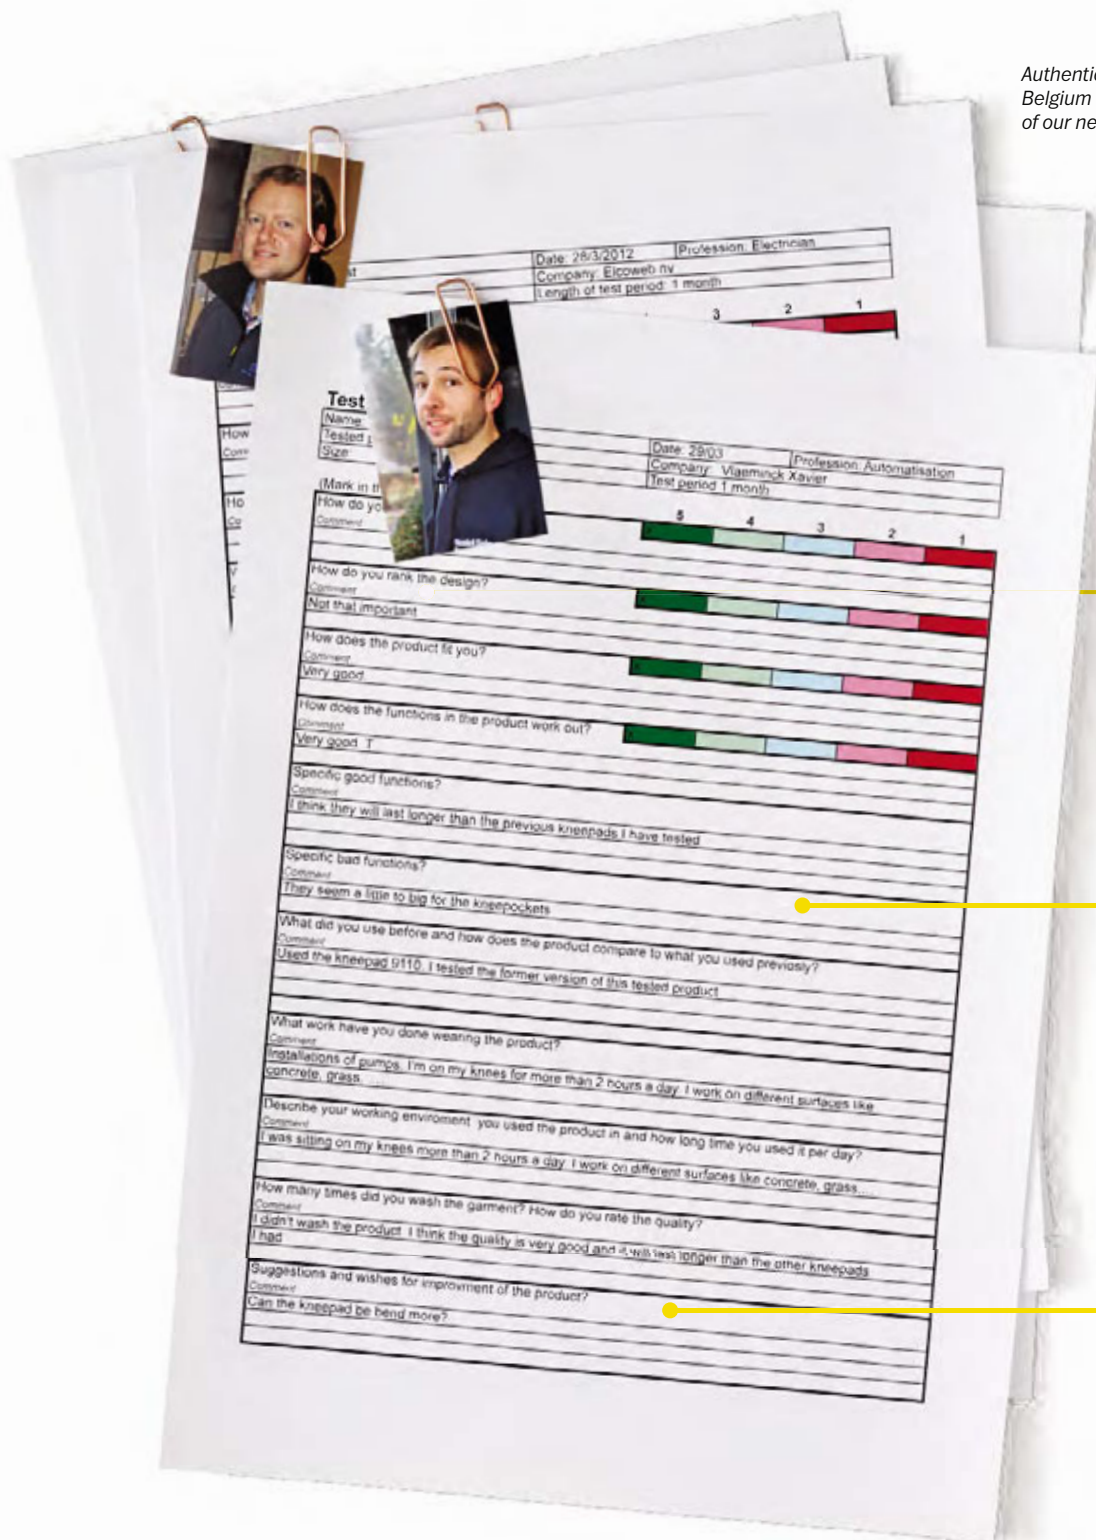 Authentic
Belgium
of our ne
st
Date: 28/3/2012 Profession: Electrician
Company: Elcoweb nv
Length of test period: 1 month
3 2 1
How
Com
Ho
Co
Test
Name:
Tested p
Size:
Date: 29/03 Profession: Automatisation
Company: Vlaeminck Xavier
Test period 1 month
(Mark in th
How do yo
Comment
5 4 3 2 1
How do you rank the design?
Comment
Not that important
How does the product fit you?
Comment
Very good
How does the functions in the product work out?
Comment
Very good T
Specific good functions?
Comment
I think they will last longer than the previous kneepads I have tested
Specific bad functions?
Comment
They seem a little to big for the kneepockets
What did you use before and how does the product compare to what you used previosly?
Comment
Used the kneepad 9110. I tested the former version of this tested product
What work have you done wearing the product?
Comment
Installations of pumps. I'm on my knees for more than 2 hours a day. I work on different surfaces like
concrete, grass.....
Describe your working enviroment you used the product in and how long time you used it per day?
Comment
I was sitting on my knees more than 2 hours a day. I work on different surfaces like concrete, grass....
How many times did you wash the garment? How do you rate the quality?
Comment
I didn't wash the product. I think the quality is very good and it will last longer than the other kneepads
I had
Suggestions and wishes for improvment of the product?
Comment
Can the kneepad be bend more?